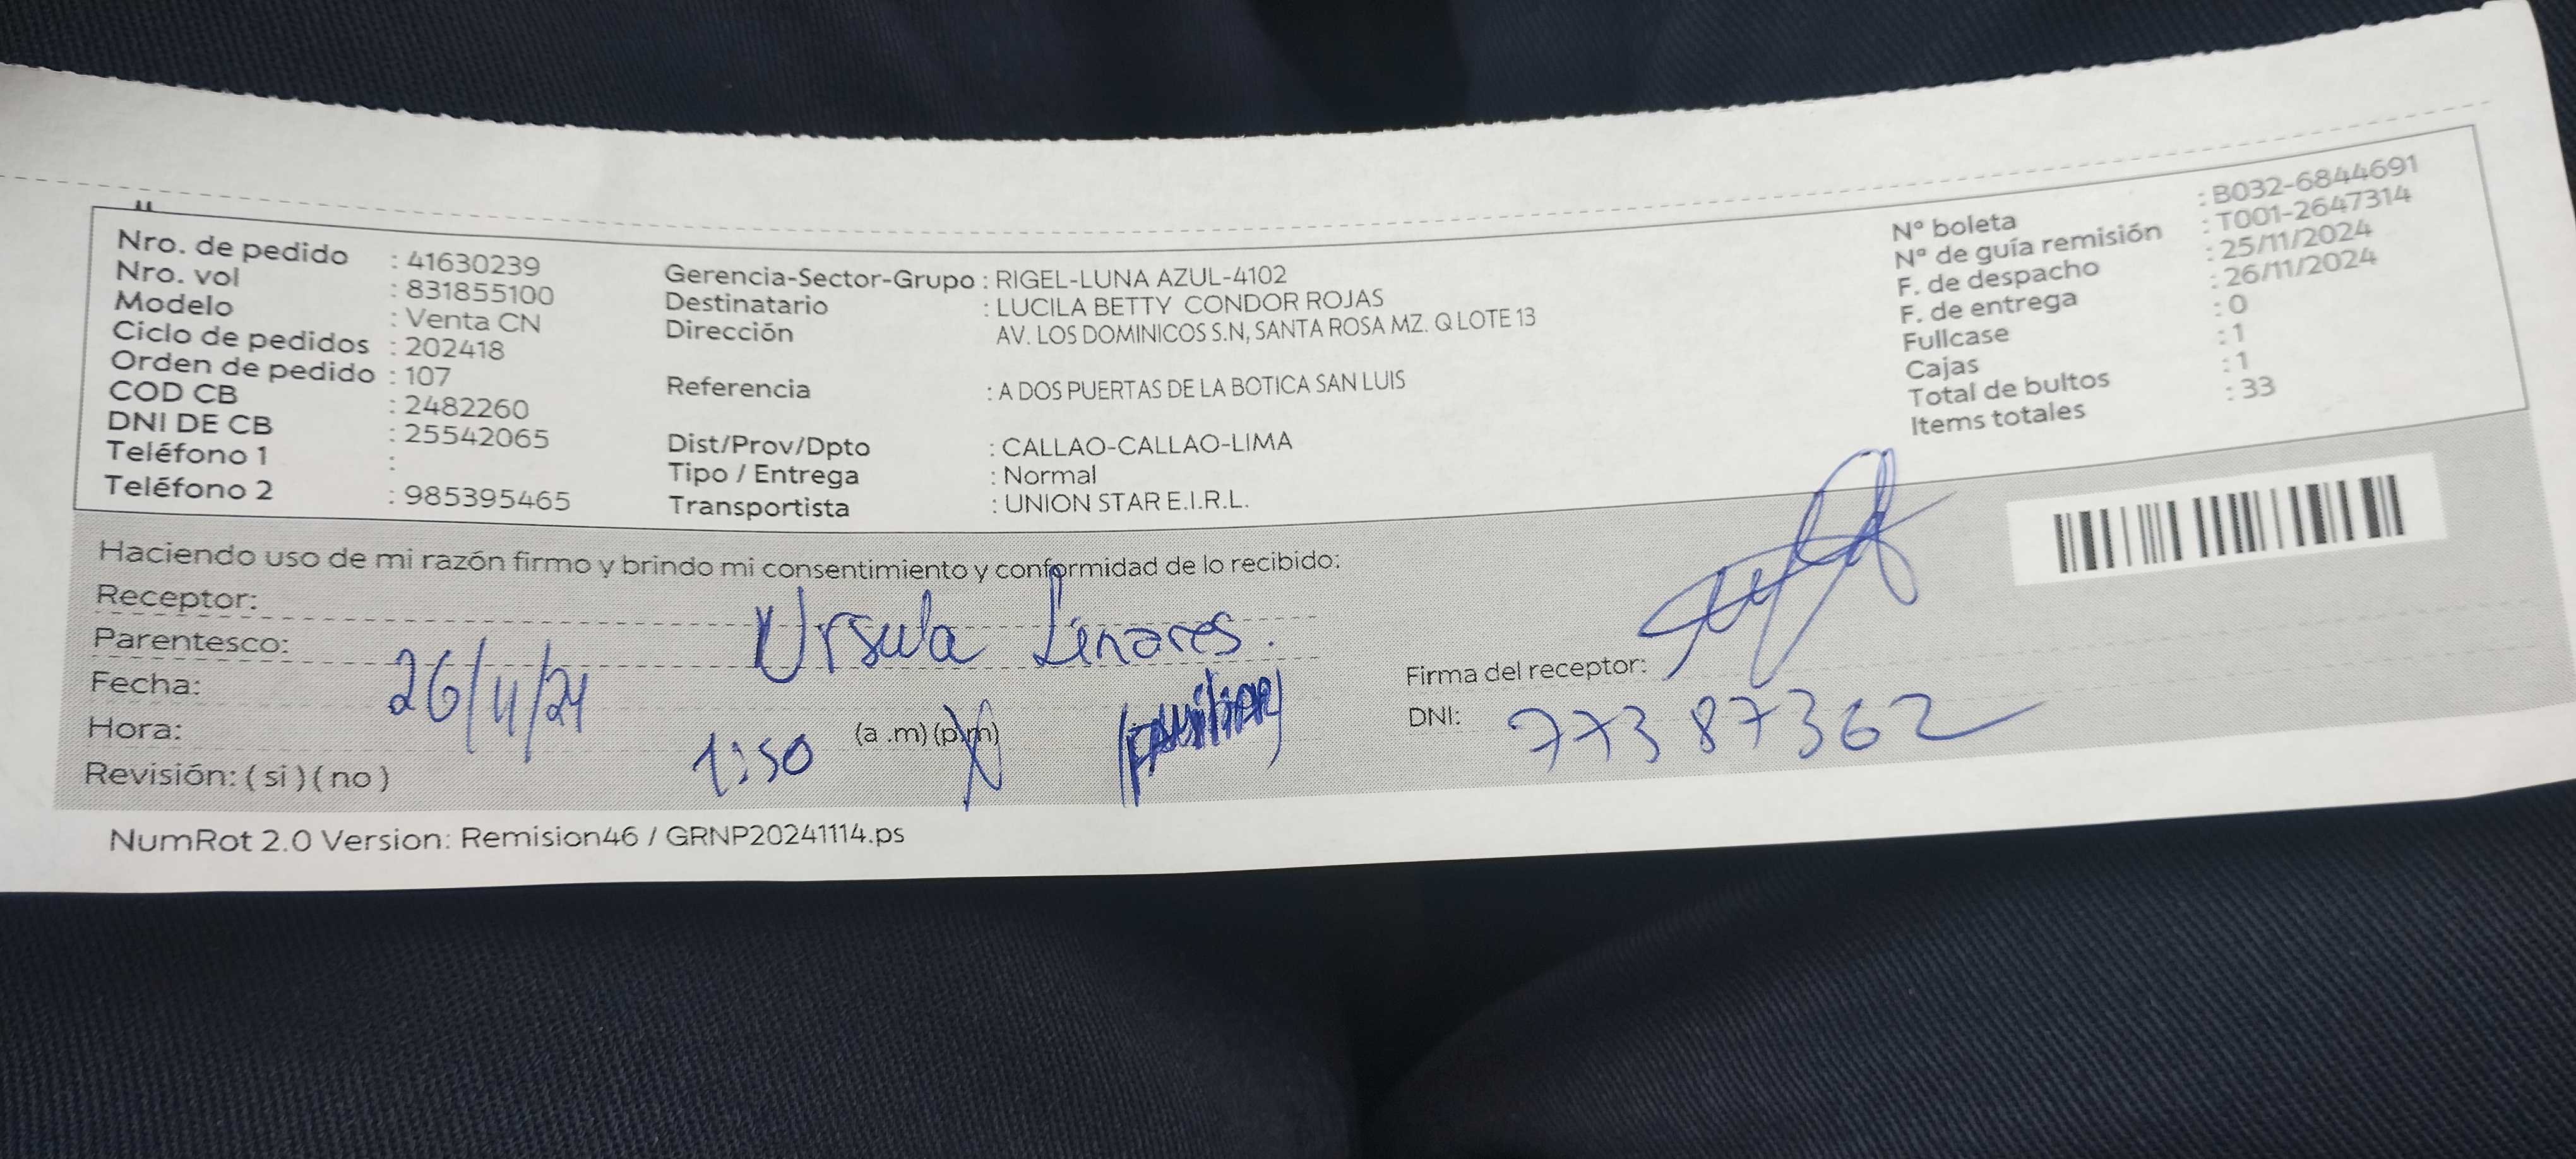 Nro. de pedido : 41630239
Nro. vol : 831855100
Modelo : Venta CN
Ciclo de pedidos : 202418
Orden de pedido : 107
COD CB : 2482260
DNI DE CB : 25542065
Teléfono 1 :
Teléfono 2 : 985395465
Gerencia-Sector-Grupo : RIGEL-LUNA AZUL-4102
Destinatario : LUCILA BETTY CONDOR ROJAS
Dirección AV. LOS DOMINICOS S.N, SANTA ROSA MZ. Q LOTE 13
Referencia : A DOS PUERTAS DE LA BOTICA SAN LUIS
Dist/Prov/Dpto : CALLAO-CALLAO-LIMA
Tipo / Entrega : Normal
Transportista : UNION STAR E.I.R.L.
N° boleta : B032-6844691
N° de guía remisión : T001-2647314
F. de despacho : 25/11/2024
F. de entrega : 26/11/2024
Fullcase : 0
Cajas : 1
Total de bultos : 1
Items totales : 33
Haciendo uso de mi razón firmo y brindo mi consentimiento y conformidad de lo recibido:
Receptor: Ursula Linares.
Parentesco:
Fecha: 26/11/24
Hora: 1:50 (a .m) (p.m)
Revisión: ( si ) ( no )
Firma del receptor:
DNI: 77387362
NumRot 2.0 Version: Remision46 / GRNP20241114.ps